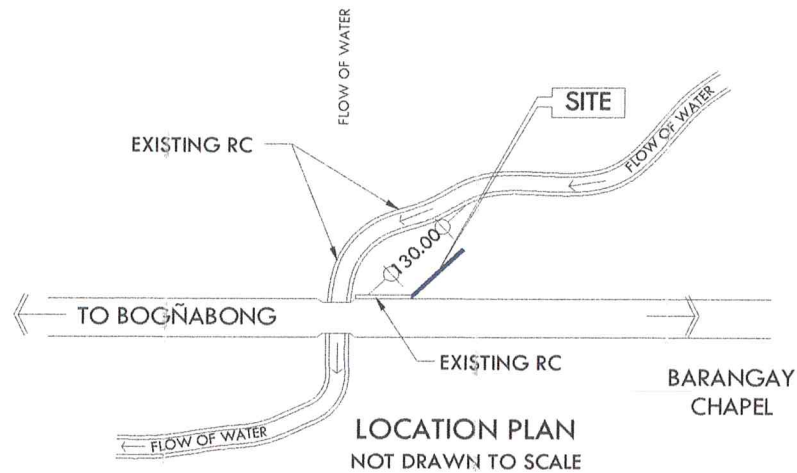 FLOW OF WATER
SITE
FLOW OF WATER
EXISTING RC
130.00
TO BOGÑABONG
EXISTING RC
BARANGAY
CHAPEL
FLOW OF WATER
LOCATION PLAN
NOT DRAWN TO SCALE